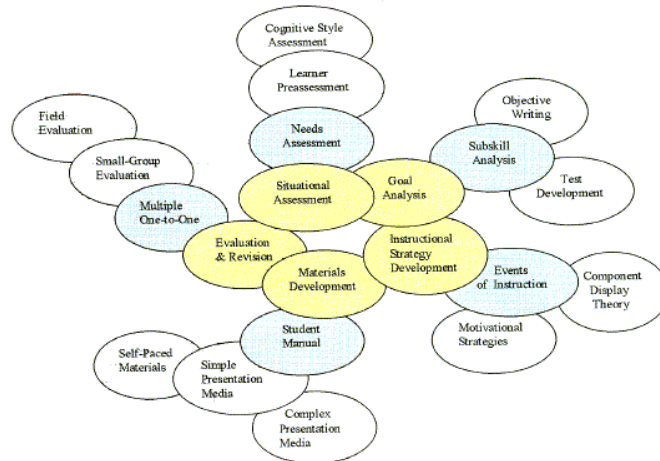 Cognitive Style
Assessment
Learner
Preassessment
Field
Evaluation
Needs
Assessment
Objective
Writing
Small-Group
Evaluation
Subskill
Analysis
Situational
Assessment
Goal
Analysis
Test
Development
Multiple
One-to-One
Evaluation
& Revision
Instructional
Strategy
Development
Materials
Development
Events
of Instruction
Component
Display
Theory
Student
Manual
Motivational
Strategies
Self-Paced
Materials
Simple
Presentation
Media
Complex
Presentation
Media